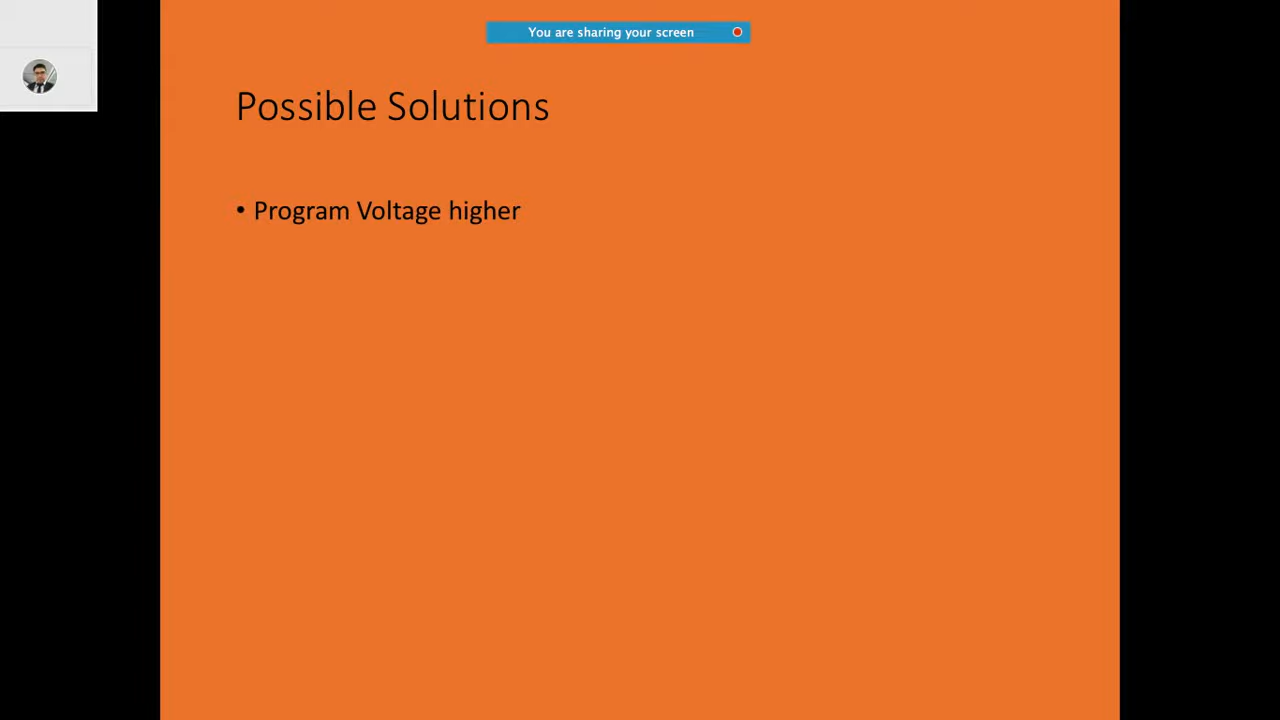 You are sharing your screen
Possible Solutions
• Program Voltage higher